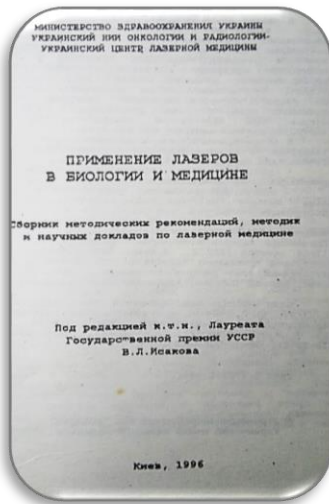 МИНИСТЕРСТВО ЗДРАВООХРАНЕНИЯ УКРАИНЫ
УКРАИНСКИЙ НИИ ОНКОЛОГИИ И РАДИОЛОГИИ
УКРАИНСКИЙ ЦЕНТР ЛАЗЕРНОЙ МЕДИЦИНЫ
ПРИМЕНЕНИЕ ЛАЗЕРОВ
В БИОЛОГИИ И МЕДИЦИНЕ
Сборник методических рекомендаций, методик
и научных докладов по лазерной медицине
Под редакцией к.т.н., Лауреата
Государственной премии УССР
В.Л.Исакова
Киев, 1996